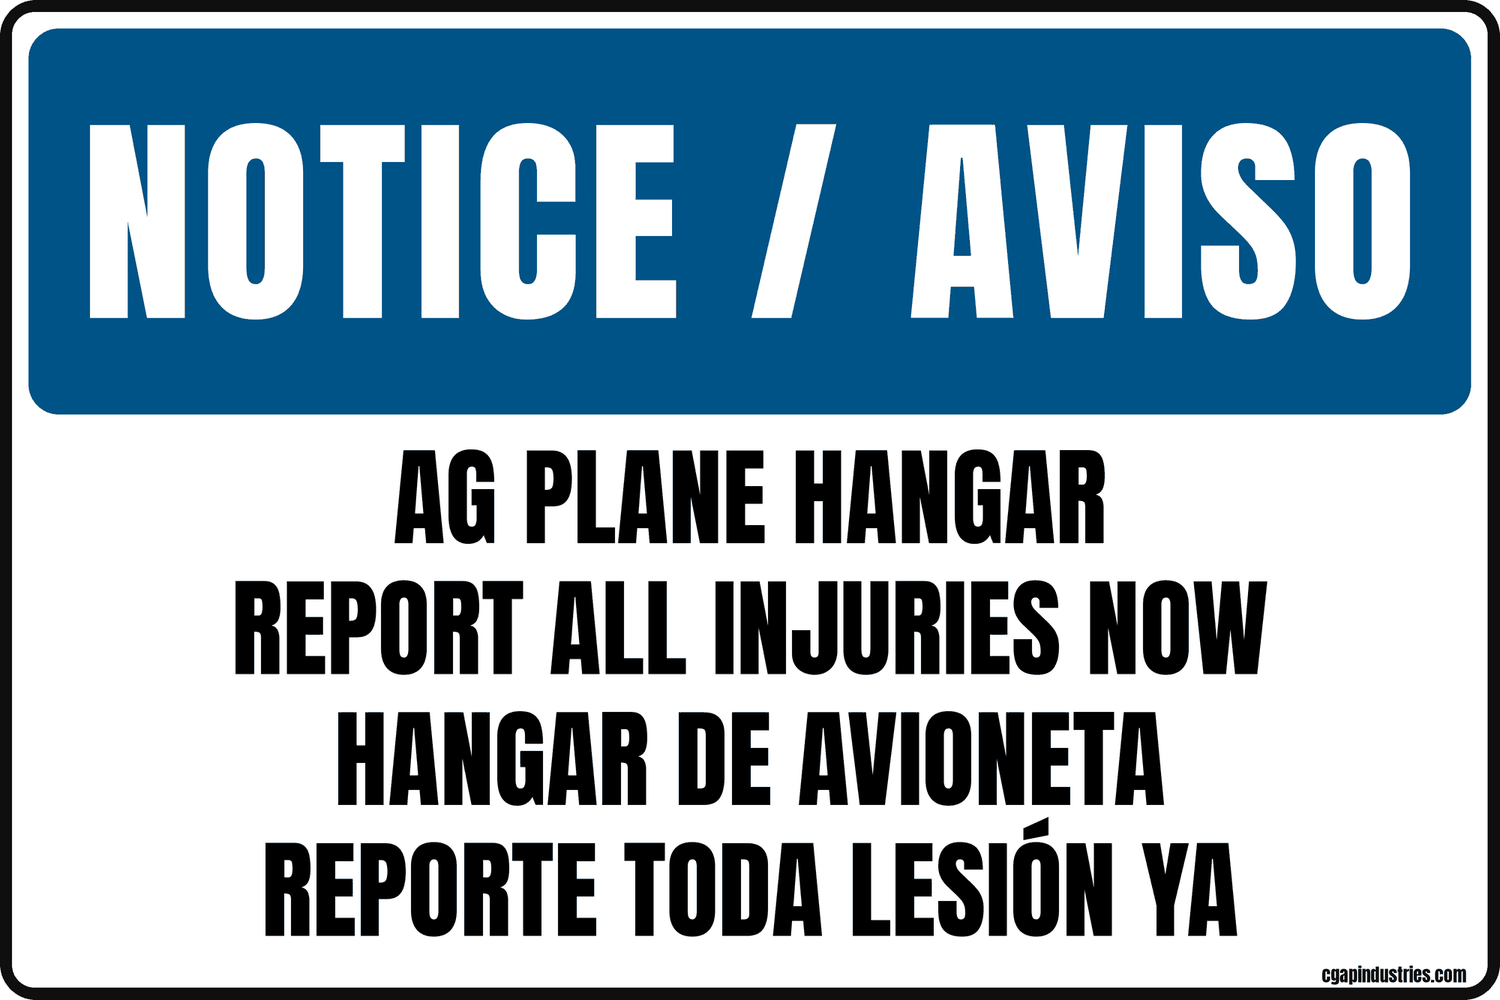 NOTICE / AVISO
AG PLANE HANGAR
REPORT ALL INJURIES NOW
HANGAR DE AVIONETA
REPORTE TODA LESIÓN YA
cgapindustries.com